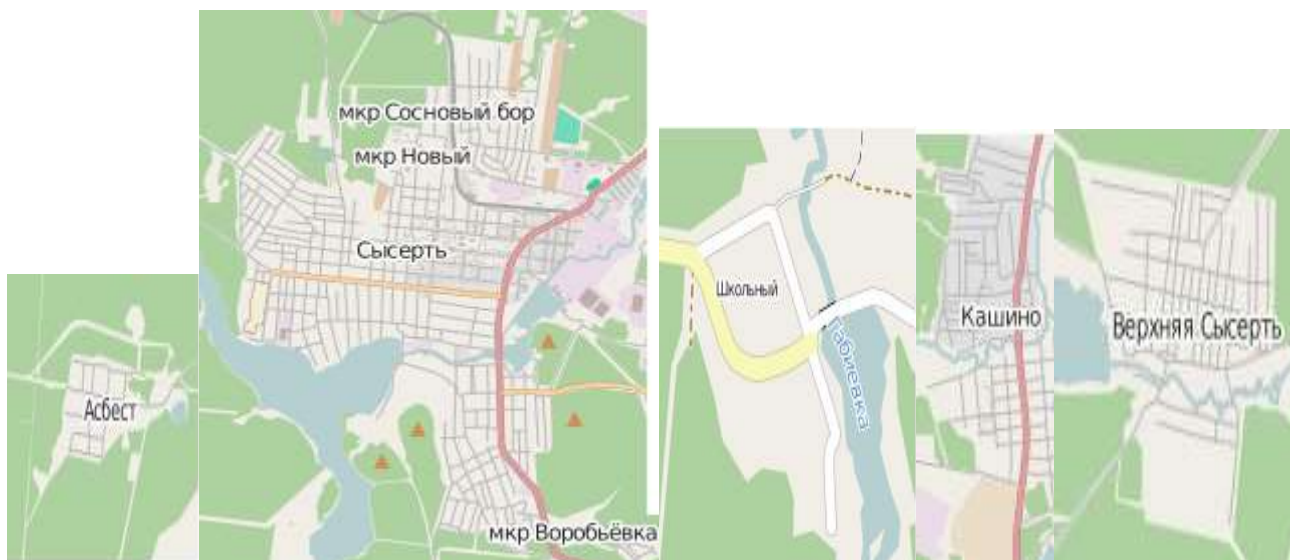 Асбест
мкр Сосновый бор
мкр Новый
Сысерть
мкр Воробьёвка
Школьный
Габиевка
Кашино
Верхняя Сысерть